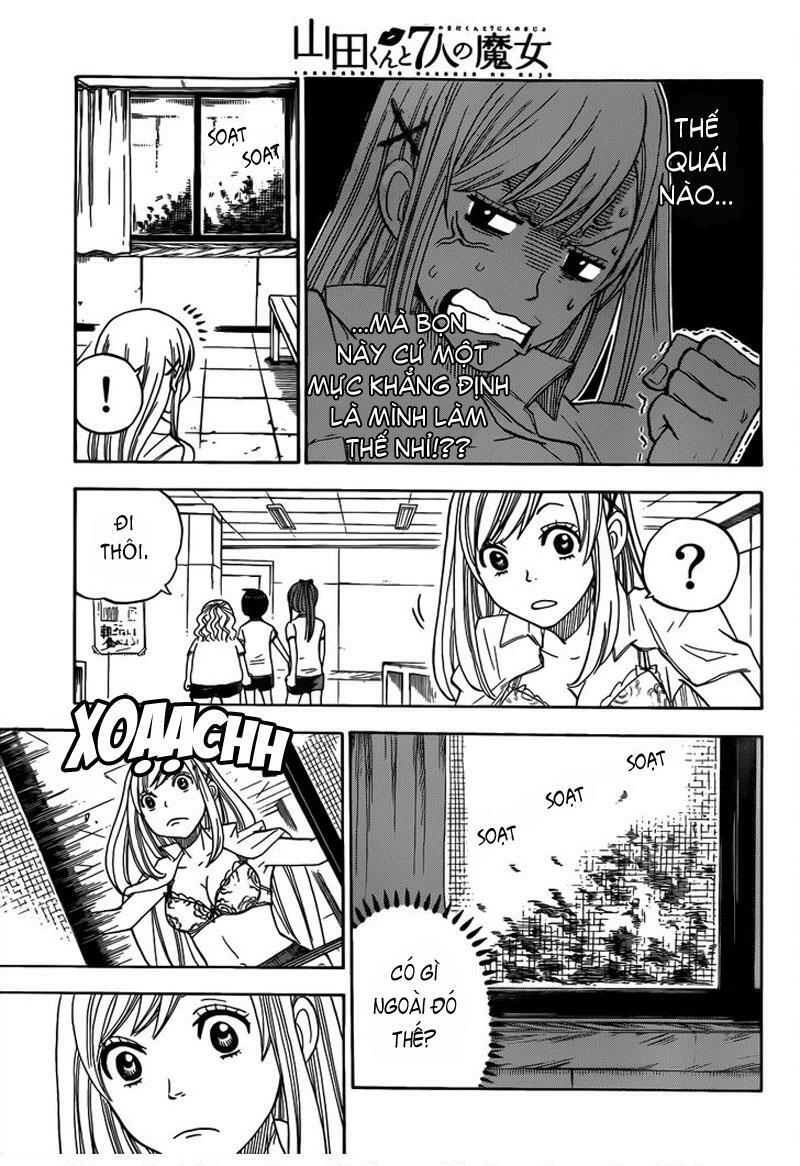 山田くんと7人の魔女
THẾ
QUÁI
NÀO...
...MÀ BỌN
NÀY CỨ MỘT
MỰC KHẲNG ĐỊNH
LÀ MÌNH LÀM
THẾ NHỈ!??
SOẠT
SOẠT
!
?
ĐI
THÔI.
SOẠT
SOẠT
SOẠT
CÓ GÌ
NGOÀI ĐÓ
THẾ?
XOẠẠCHH